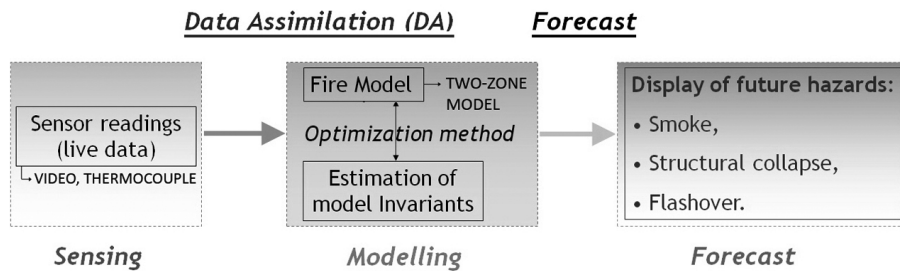 Data Assimilation (DA)
Forecast
Sensor readings
(live data)
VIDEO, THERMOCOUPLE
Sensing
Fire Model
TWO-ZONE
MODEL
Optimization method
Estimation of
model Invariants
Modelling
Display of future hazards:
• Smoke,
• Structural collapse,
• Flashover.
Forecast